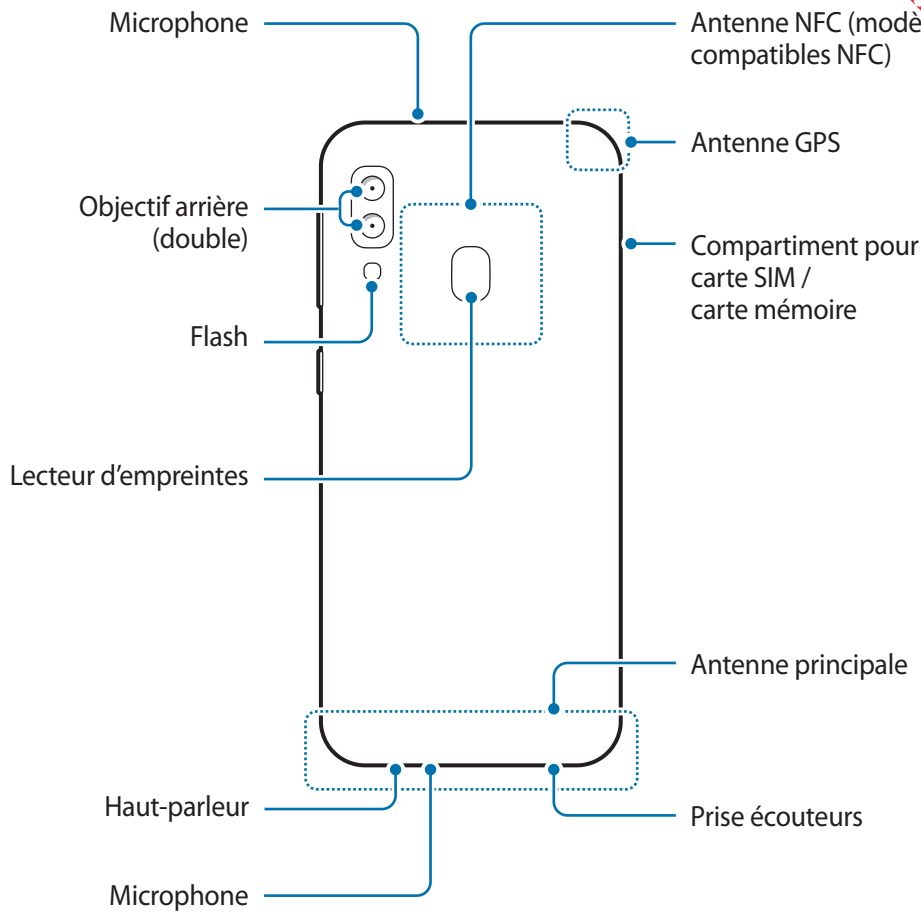 Microphone
Antenne NFC (modè
compatibles NFC)
Antenne GPS
Objectif arrière
(double)
Compartiment pour
carte SIM /
carte mémoire
Flash
Lecteur d’empreintes
Antenne principale
Haut-parleur
Prise écouteurs
Microphone